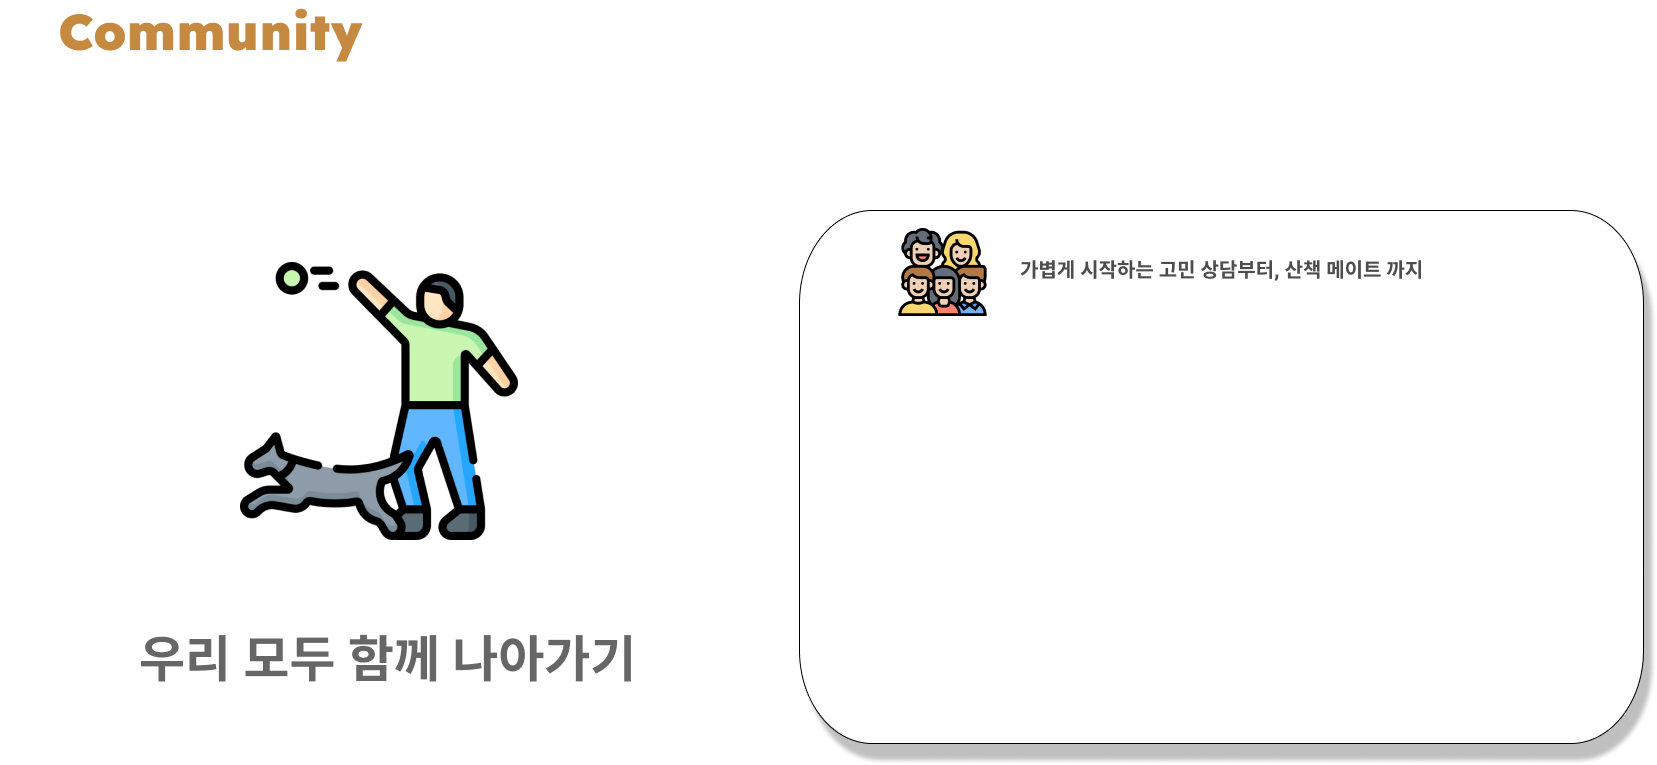 Community
가볍게 시작하는 고민 상담부터, 산책 메이트 까지
우리 모두 함께 나아가기